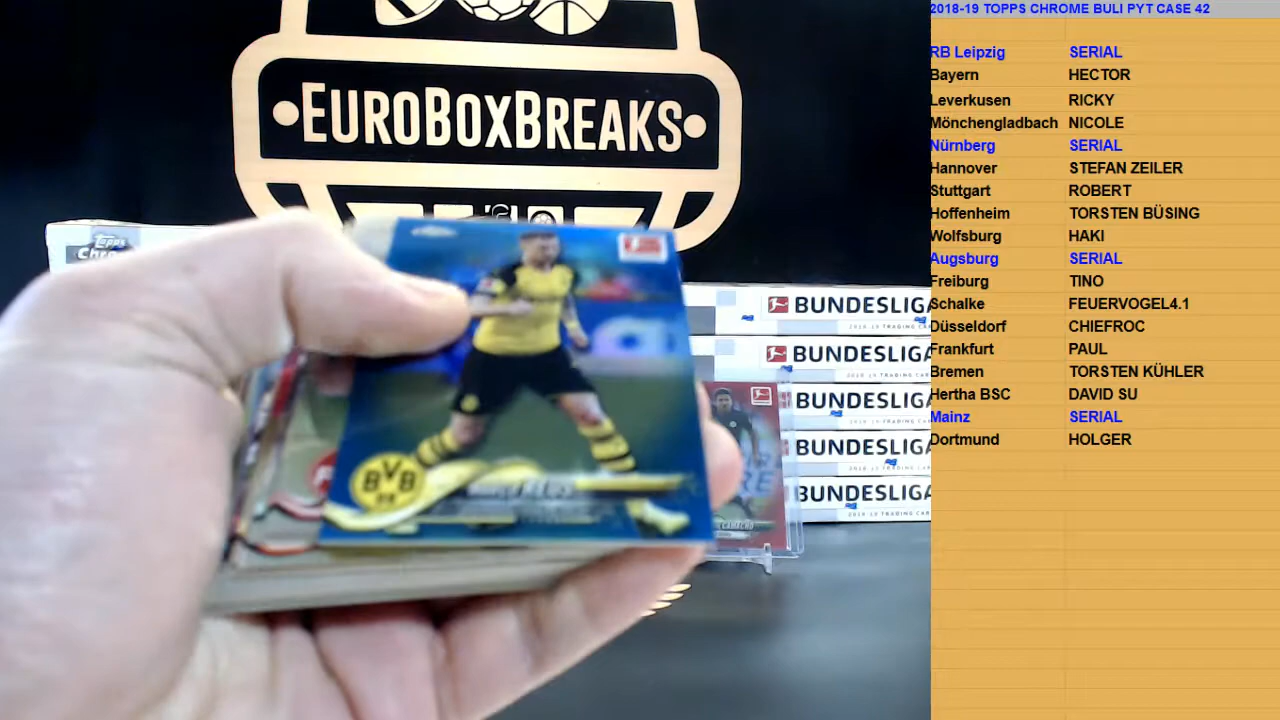 EUROBOXBREAKS
Topps
BVB
09
BUNDESLIGA
BUNDESLIGA
BUNDESLIGA
BUNDESLIGA
BUNDESLIGA
2018-19 TOPPS CHROME BULI PYT CASE 42
RB Leipzig SERIAL
Bayern HECTOR
Leverkusen RICKY
Mönchengladbach NICOLE
Nürnberg SERIAL
Hannover STEFAN ZEILER
Stuttgart ROBERT
Hoffenheim TORSTEN BÜSING
Wolfsburg HAKI
Augsburg SERIAL
Freiburg TINO
Schalke FEUERVOGEL4.1
Düsseldorf CHIEFROC
Frankfurt PAUL
Bremen TORSTEN KÜHLER
Hertha BSC DAVID SU
Mainz SERIAL
Dortmund HOLGER